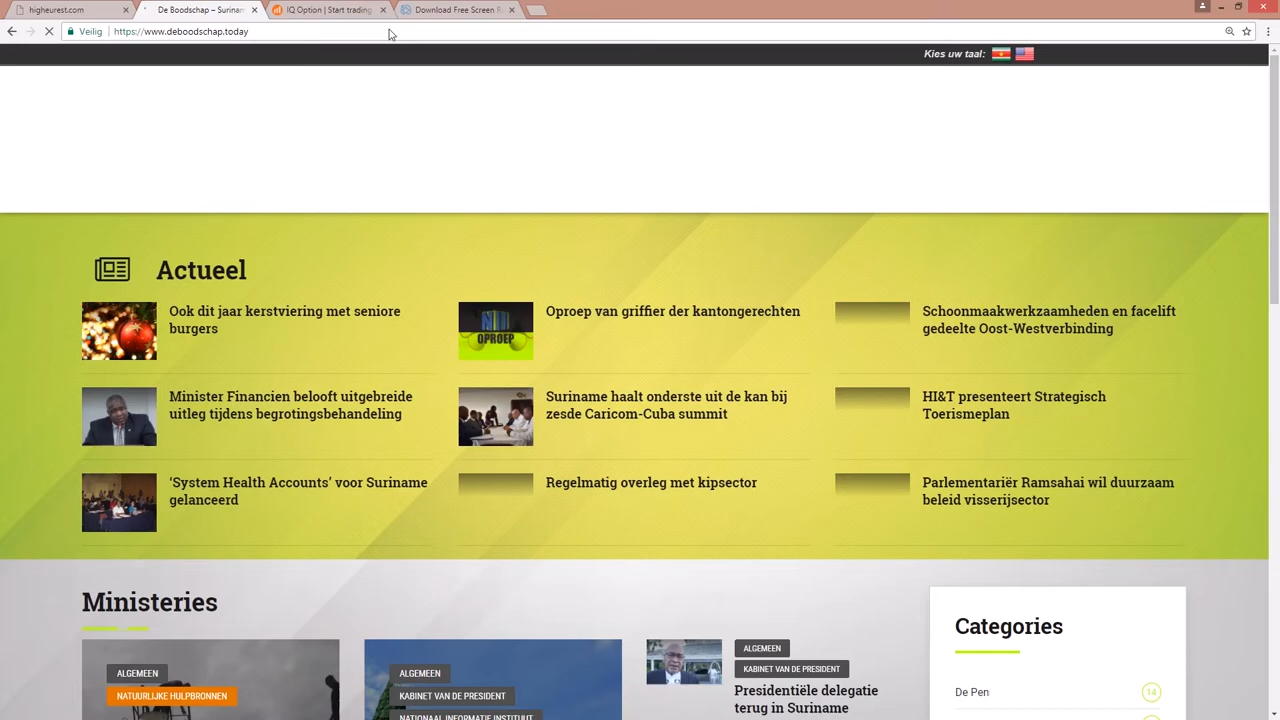 higheurest.com
De Boodschap – Surinam
IQ Option | Start trading
Download Free Screen R
Veilig
https://www.deboodschap.today
Kies uw taal:
Actueel
Ook dit jaar kerstviering met seniore
burgers
Oproep van griffier der kantongerechten
Schoonmaakwerkzaamheden en facelift
gedeelte Oost-Westverbinding
Minister Financien belooft uitgebreide
uitleg tijdens begrotingsbehandeling
Suriname haalt onderste uit de kan bij
zesde Caricom-Cuba summit
HI&T presenteert Strategisch
Toerismeplan
‘System Health Accounts’ voor Suriname
gelanceerd
Regelmatig overleg met kipsector
Parlementariër Ramsahai wil duurzaam
beleid visserijsector
OPROEP
Ministeries
ALGEMEEN
NATUURLIJKE HULPBRONNEN
ALGEMEEN
KABINET VAN DE PRESIDENT
NATIONAAL INFORMATIE INSTITUUT
ALGEMEEN
KABINET VAN DE PRESIDENT
Presidentiële delegatie
terug in Suriname
Categories
De Pen
14